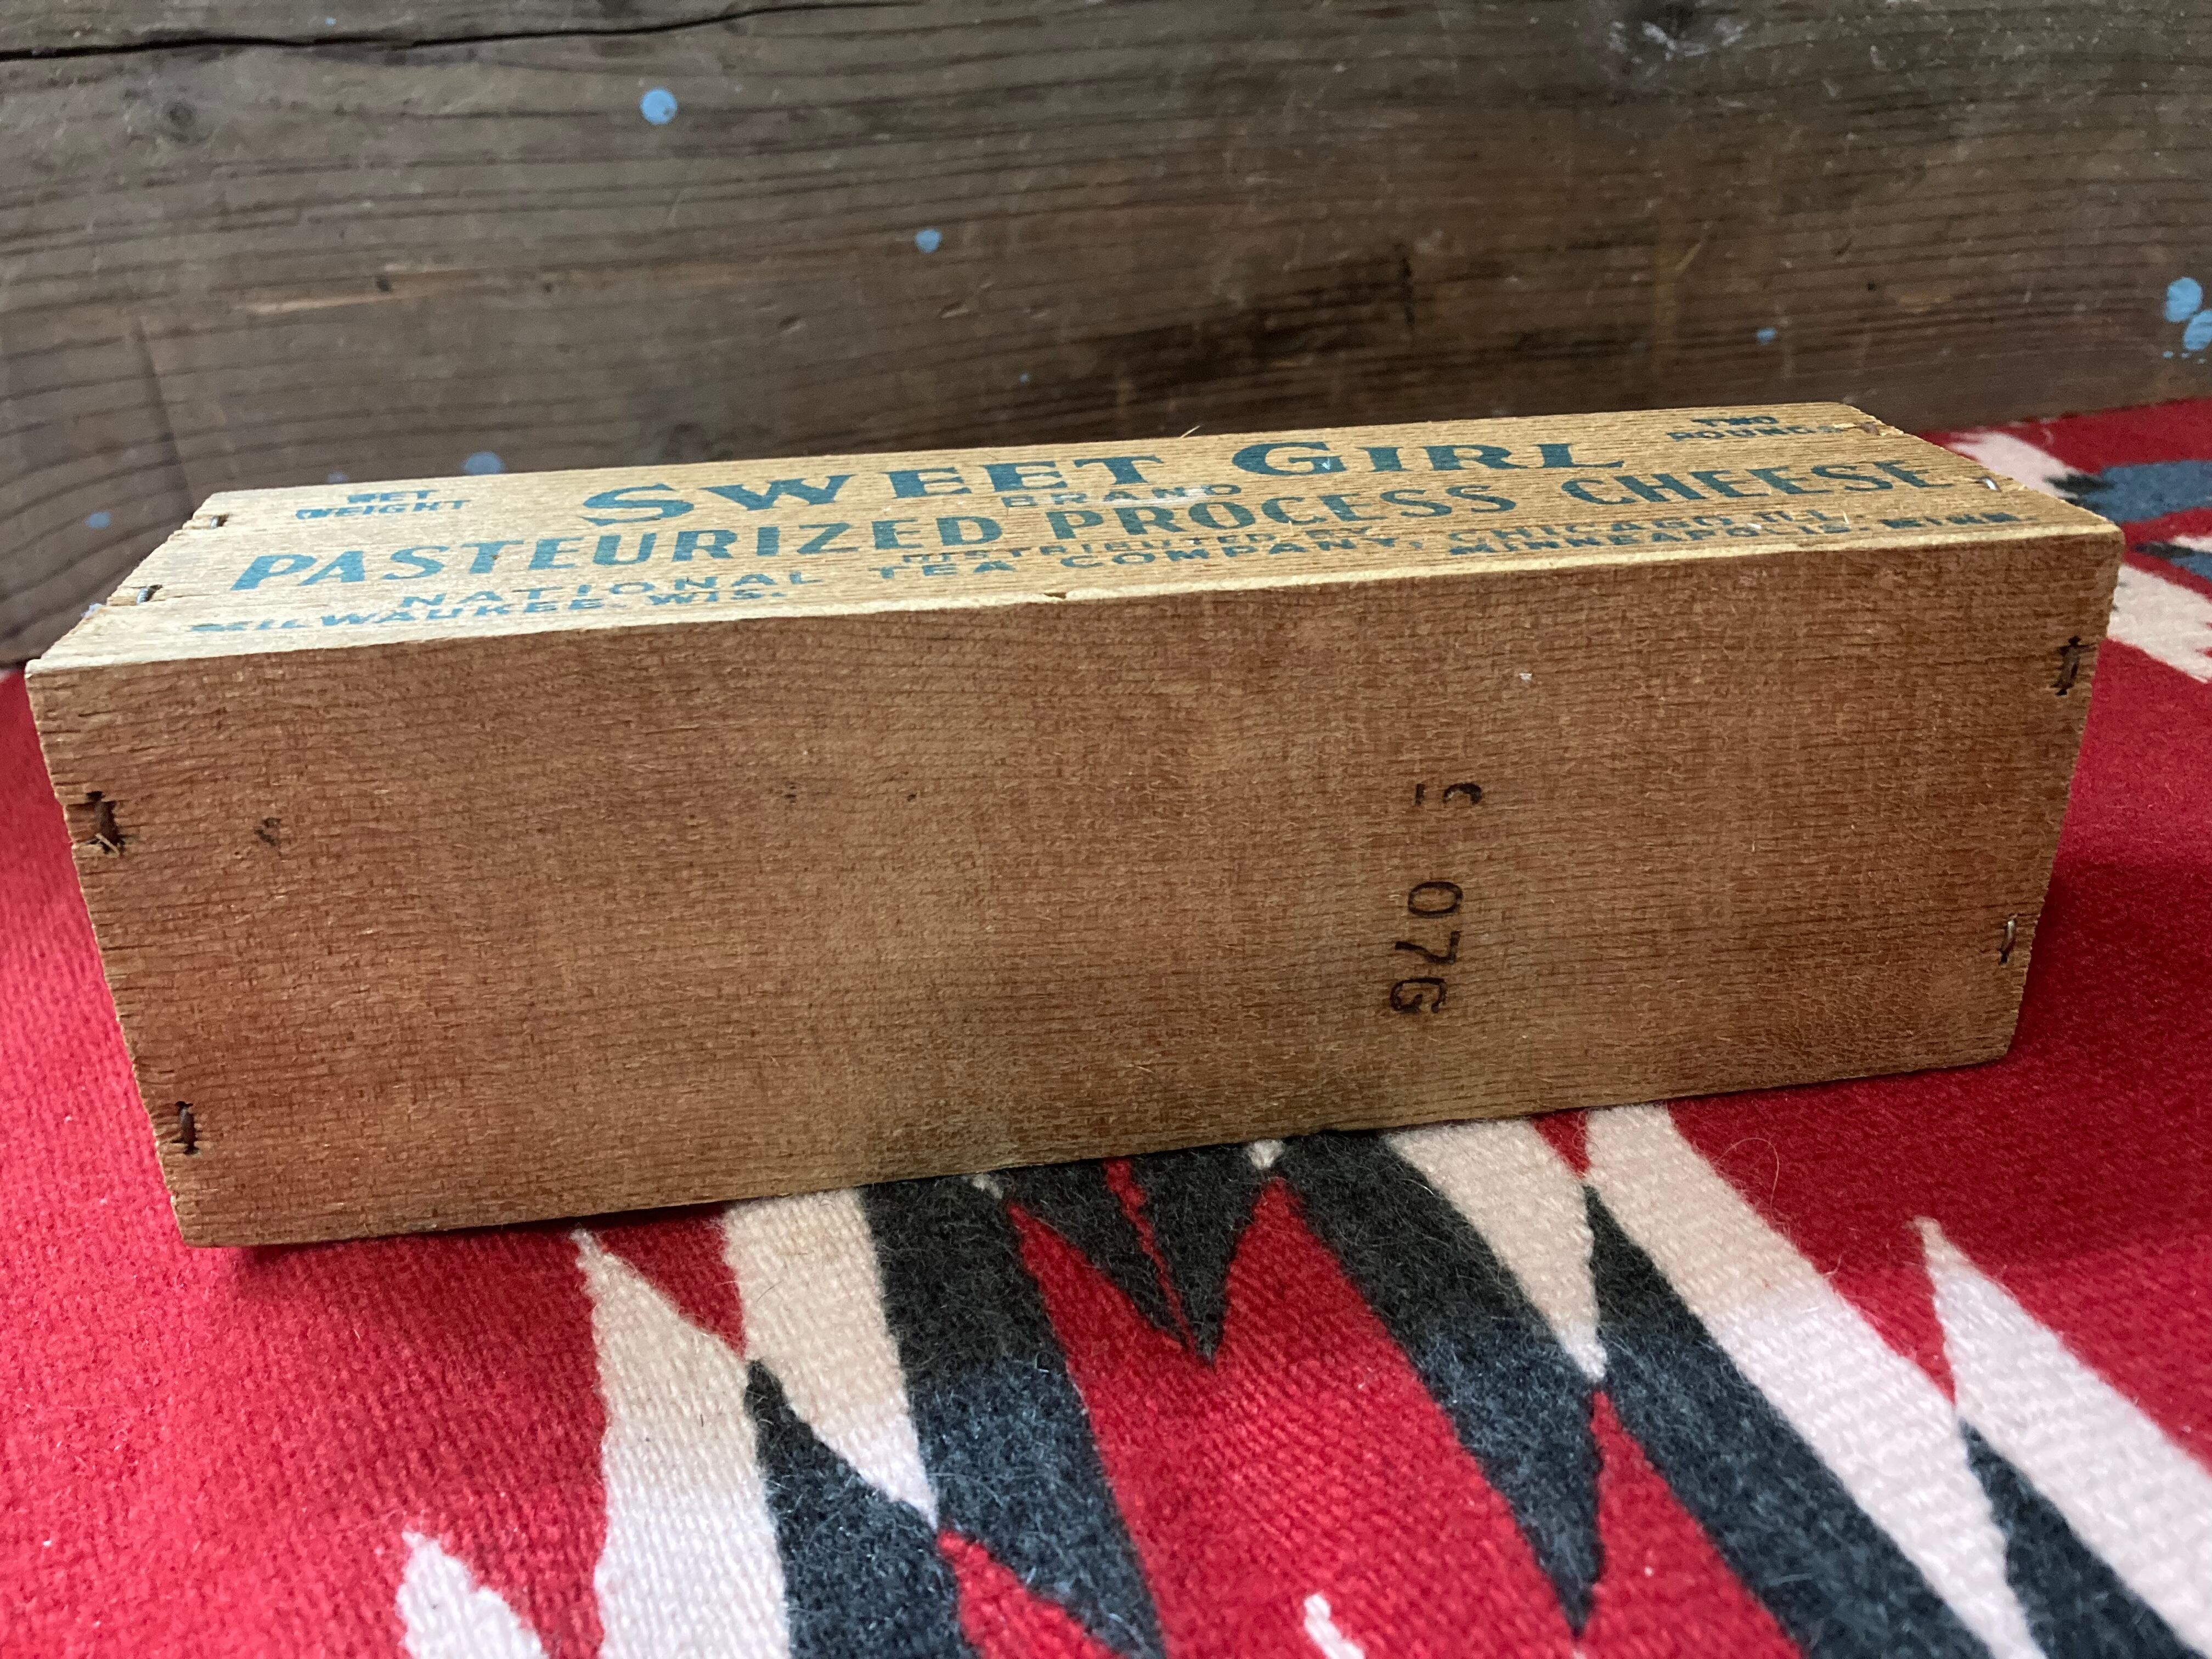 NET
WEIGHT
SWEET GIRL
TWO
POUNDS
BRAND
PASTEURIZED PROCESS CHEESE
DISTRIBUTED BY
NATIONAL TEA COMPANY, CHICAGO, ILL.
MILWAUKEE, WIS. MINNEAPOLIS, MINN.
076